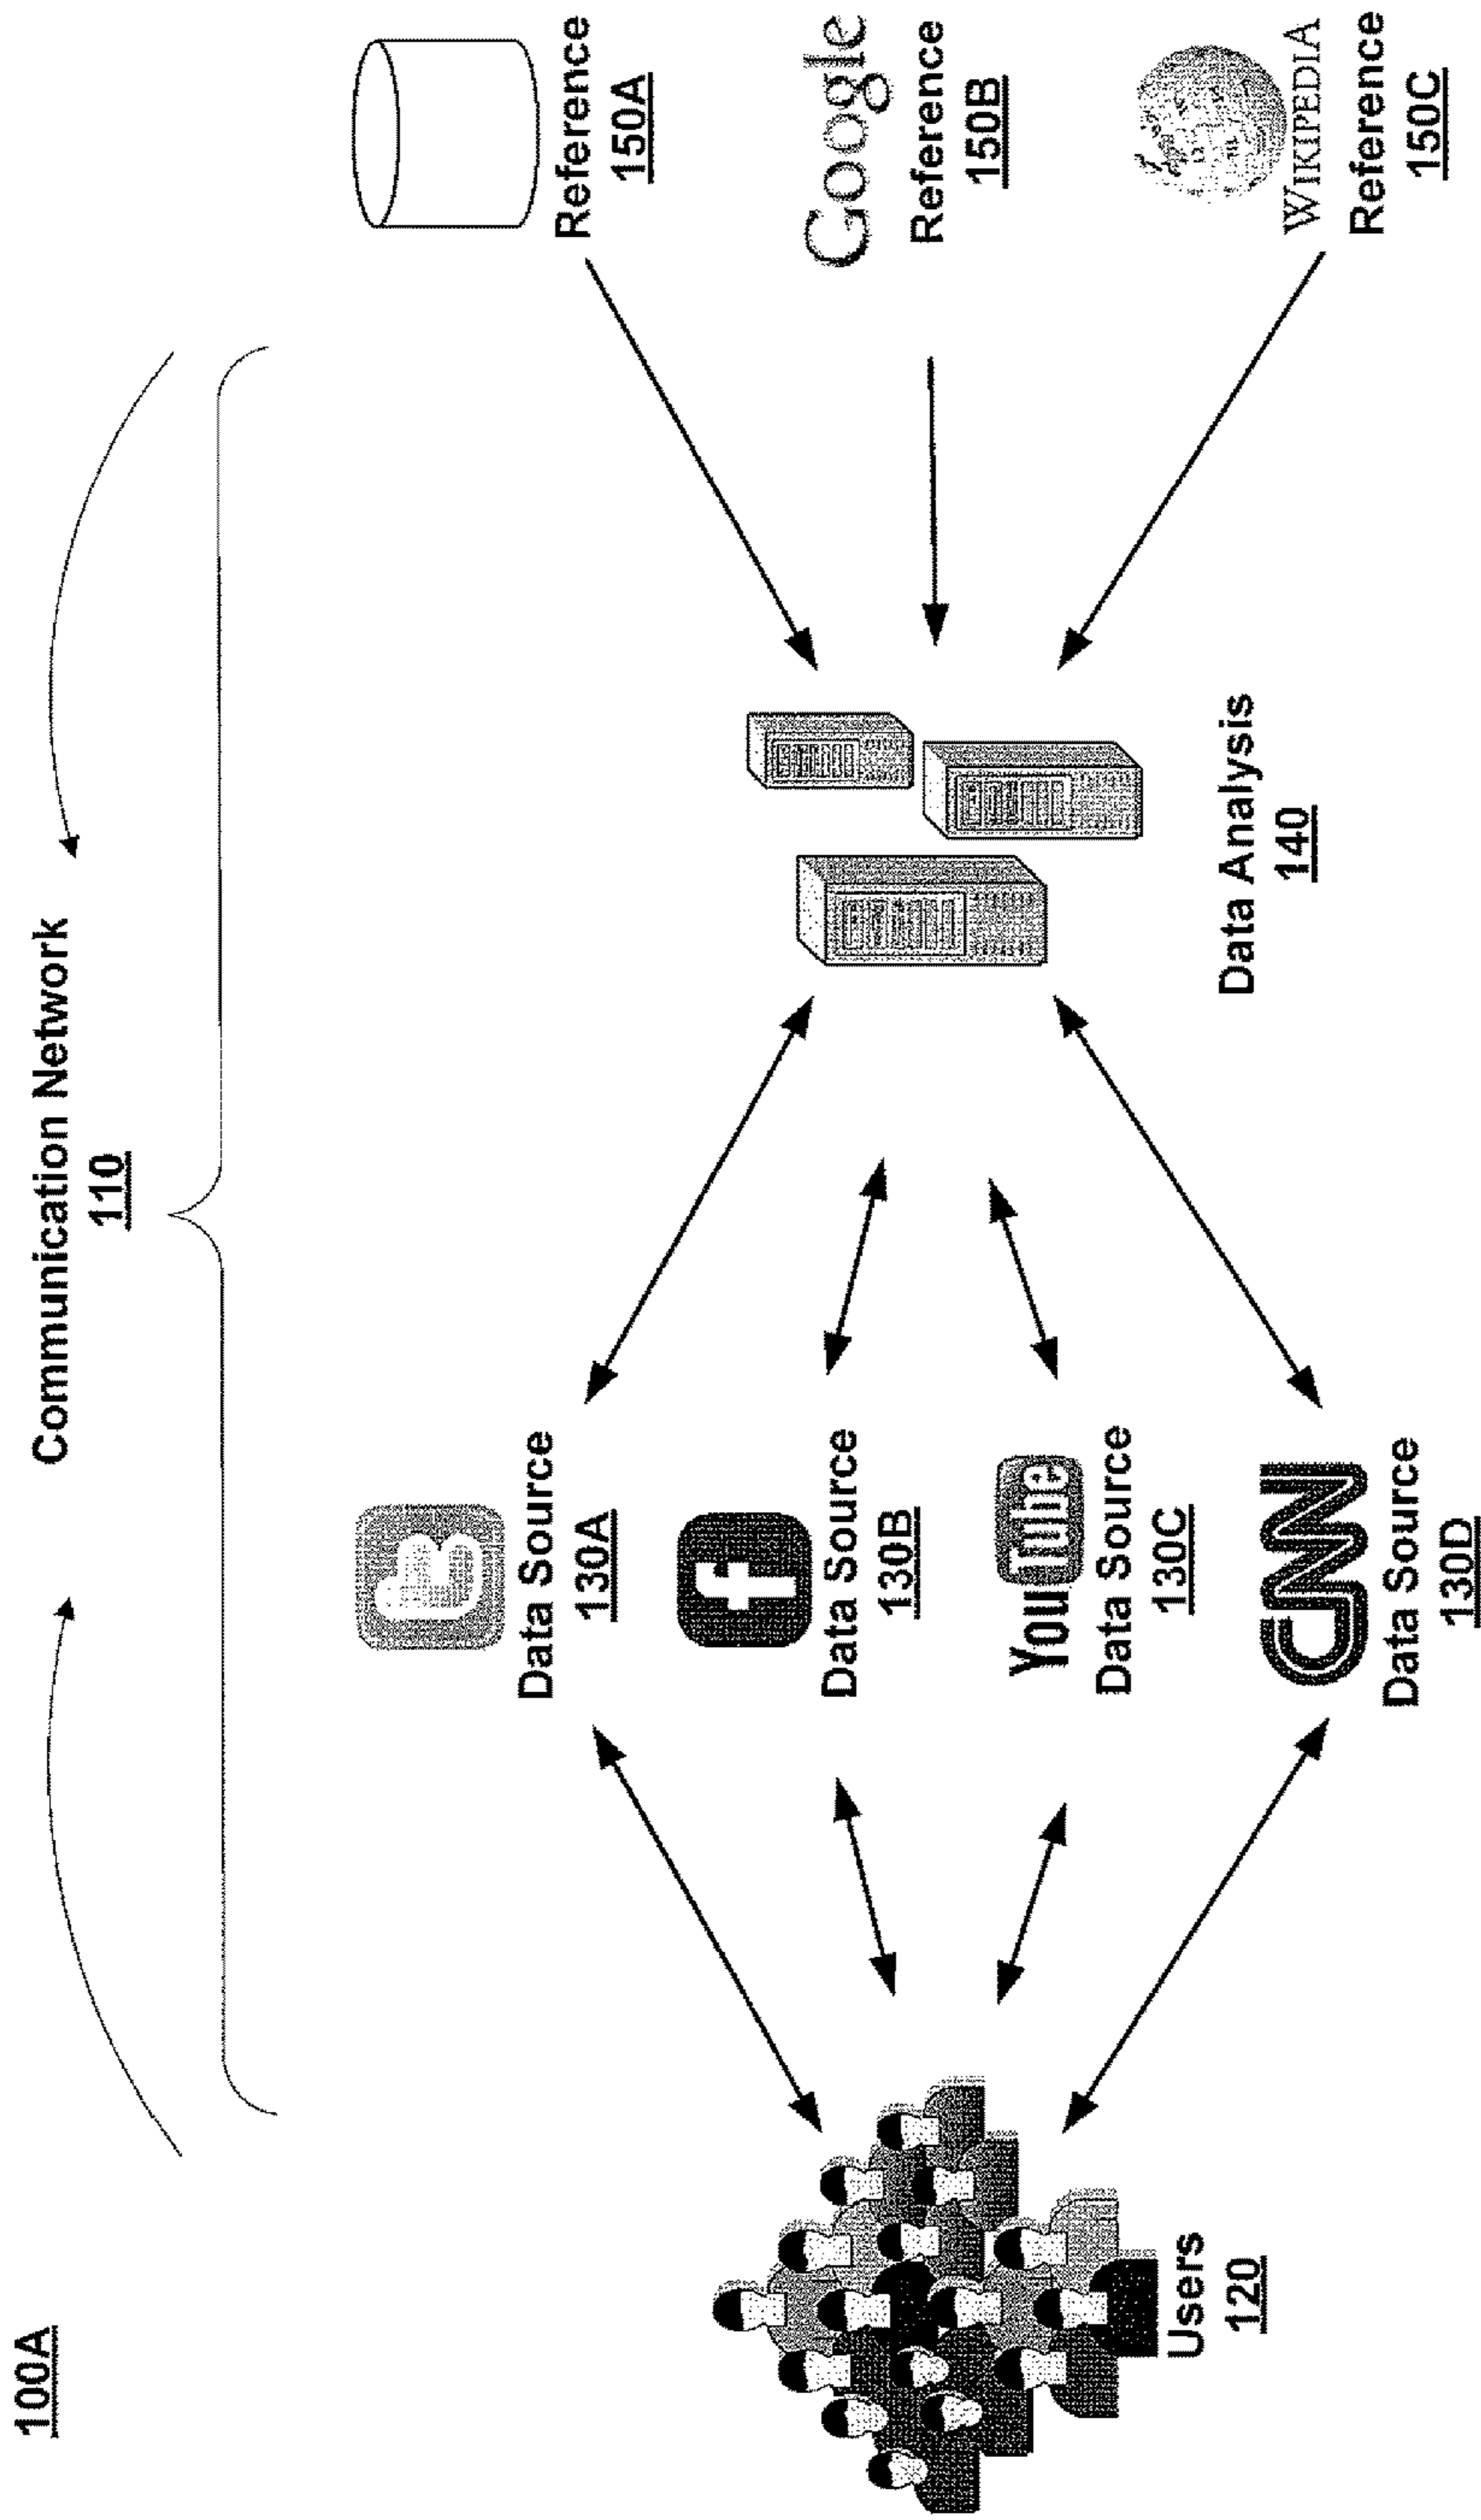 100A
Communication Network
110
Data Source
130A
Data Source
130B
YouTube
Data Source
130C
CNN
Data Source
130D
Users
120
Data Analysis
140
Reference
150A
Google
Reference
150B
WIKIPEDIA
Reference
150C
f